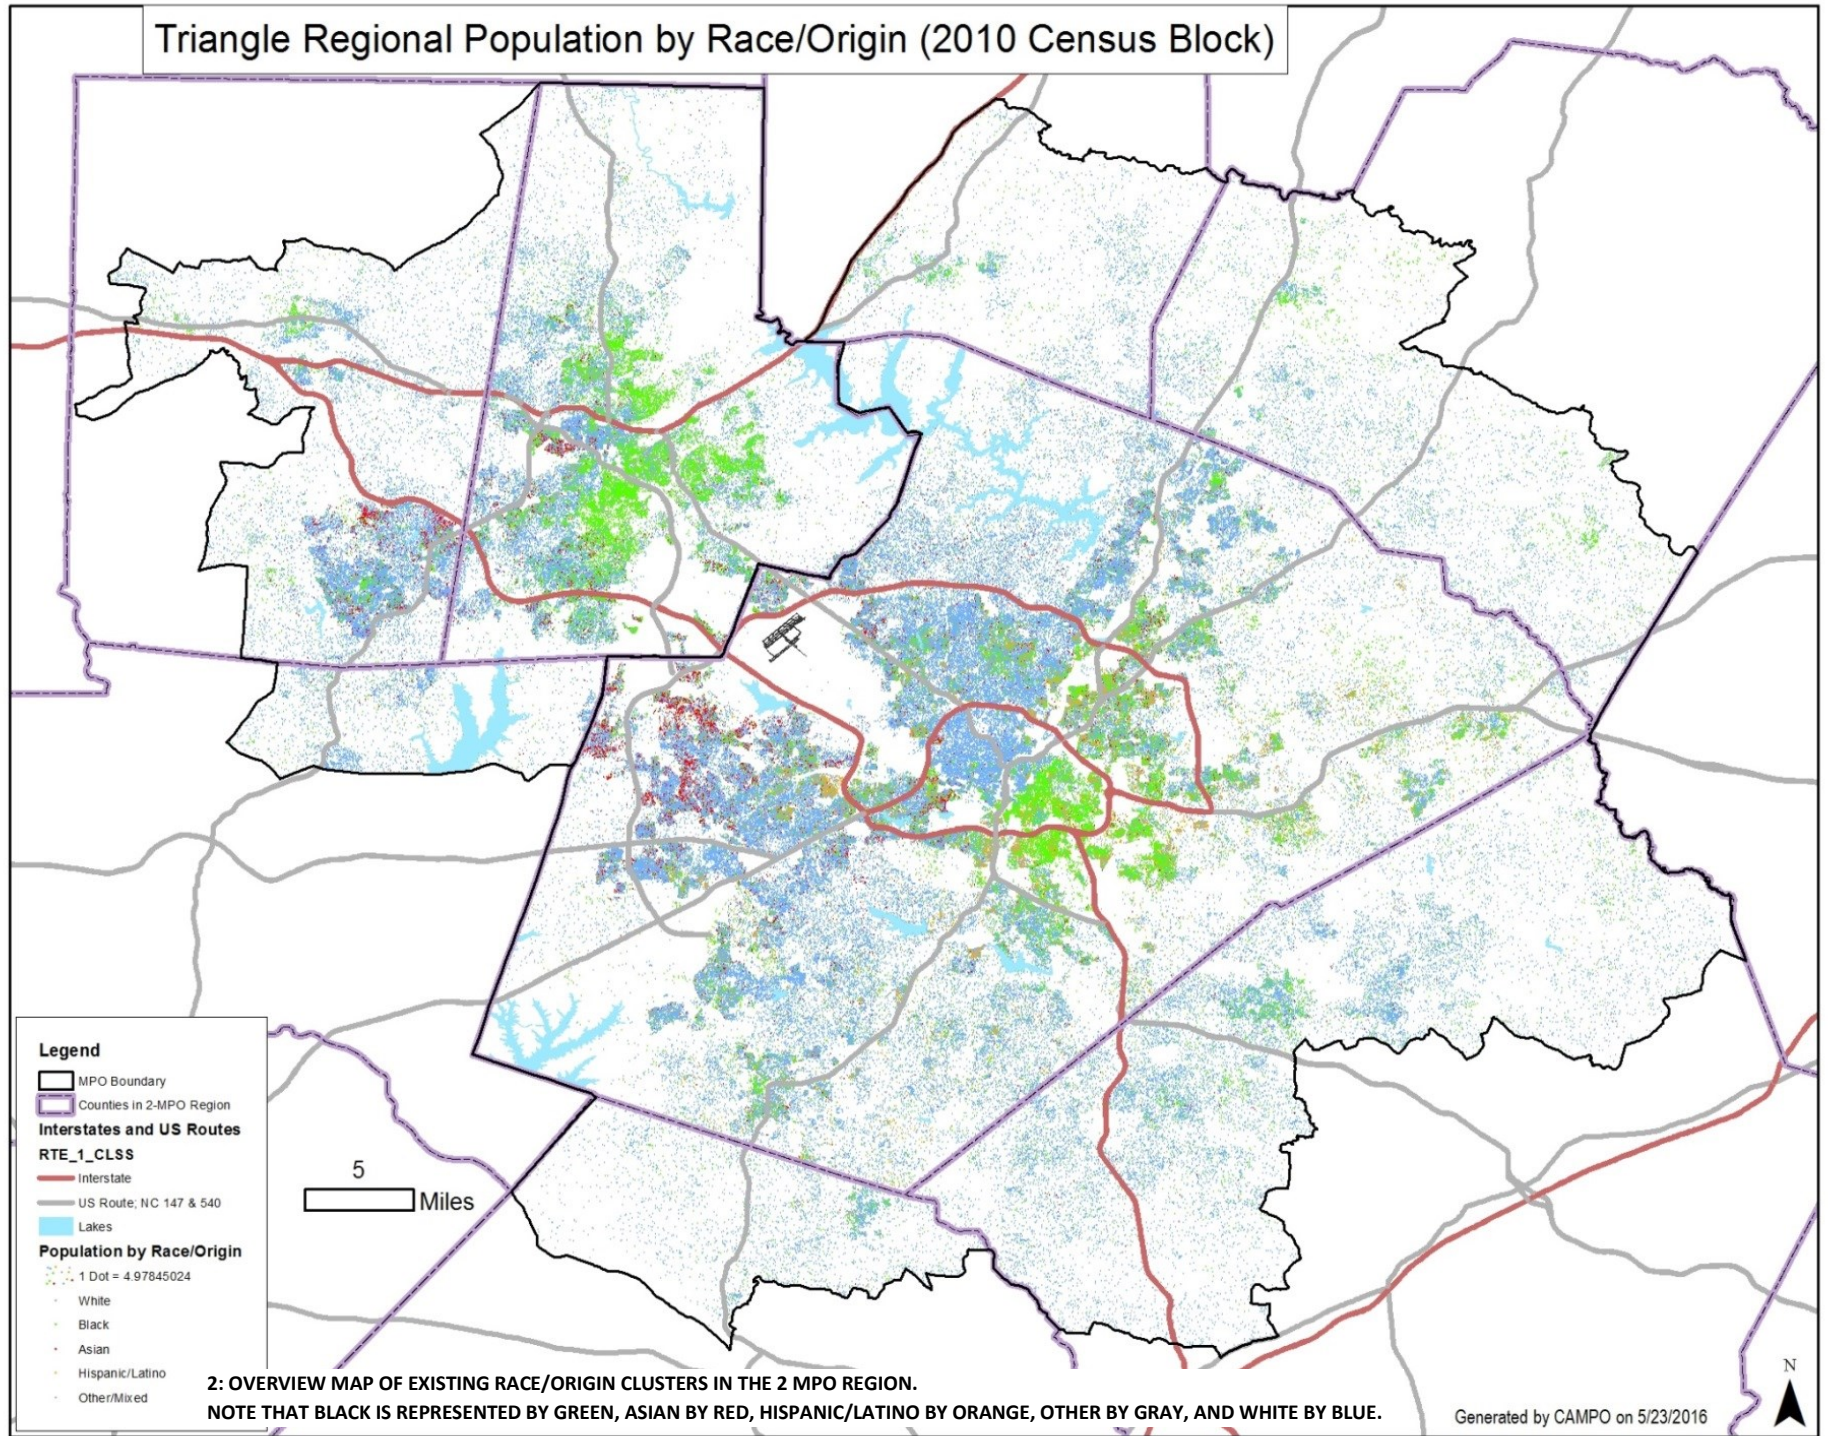 Triangle Regional Population by Race/Origin (2010 Census Block)
Legend
MPO Boundary
Counties in 2-MPO Region
Interstates and US Routes
RTE_1_CLSS
Interstate
US Route; NC 147 & 540
Lakes
Population by Race/Origin
1 Dot = 4.97845024
White
Black
Asian
Hispanic/Latino
Other/Mixed
5
Miles
2: OVERVIEW MAP OF EXISTING RACE/ORIGIN CLUSTERS IN THE 2 MPO REGION.
NOTE THAT BLACK IS REPRESENTED BY GREEN, ASIAN BY RED, HISPANIC/LATINO BY ORANGE, OTHER BY GRAY, AND WHITE BY BLUE.
Generated by CAMPO on 5/23/2016
N